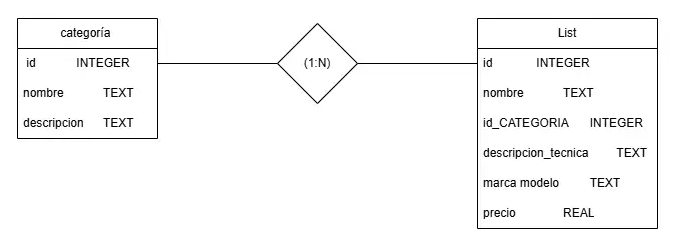 categoría
id INTEGER
nombre TEXT
descripcion TEXT
(1:N)
List
id INTEGER
nombre TEXT
id_CATEGORIA INTEGER
descripcion_tecnica TEXT
marca modelo TEXT
precio REAL